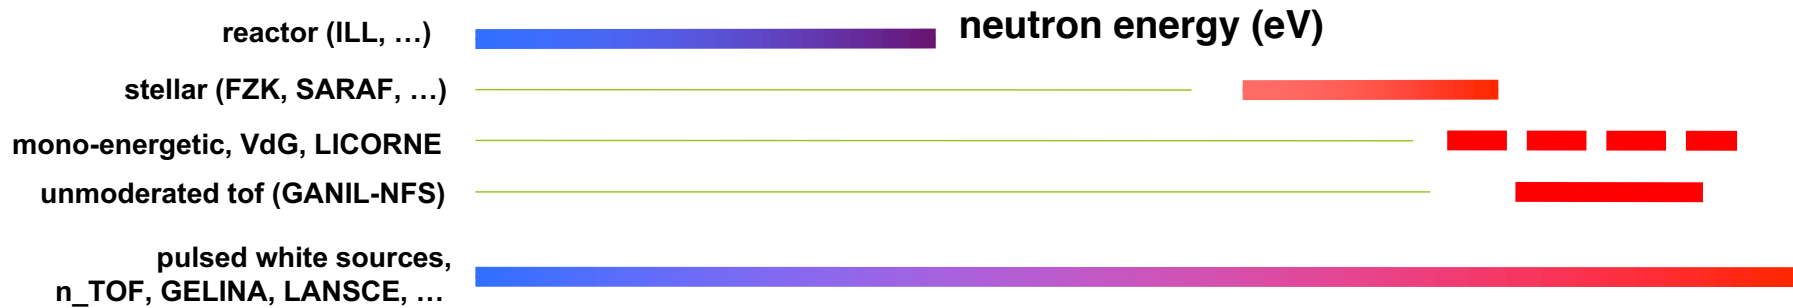 neutron energy (eV)
reactor (ILL, …)
stellar (FZK, SARAF, …)
mono-energetic, VdG, LICORNE
unmoderated tof (GANIL-NFS)
pulsed white sources,
n_TOF, GELINA, LANSCE, …